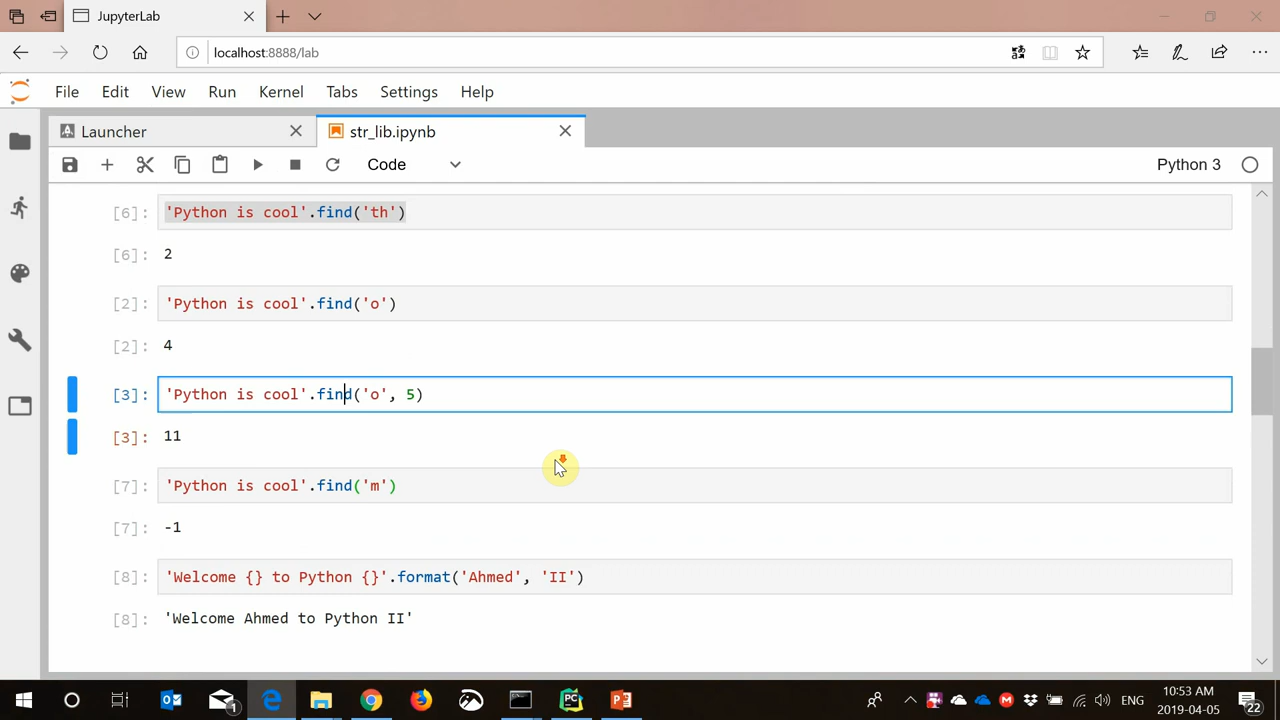 JupyterLab
localhost:8888/lab
File Edit View Run Kernel Tabs Settings Help
Launcher str_lib.ipynb
Code Python 3
[6]: 'Python is cool'.find('th')
[6]: 2
[2]: 'Python is cool'.find('o')
[2]: 4
[3]: 'Python is cool'.find('o', 5)
[3]: 11
[7]: 'Python is cool'.find('m')
[7]: -1
[8]: 'Welcome {} to Python {}'.format('Ahmed', 'II')
[8]: 'Welcome Ahmed to Python II'
1 ENG 10:53 AM
2019-04-05 22